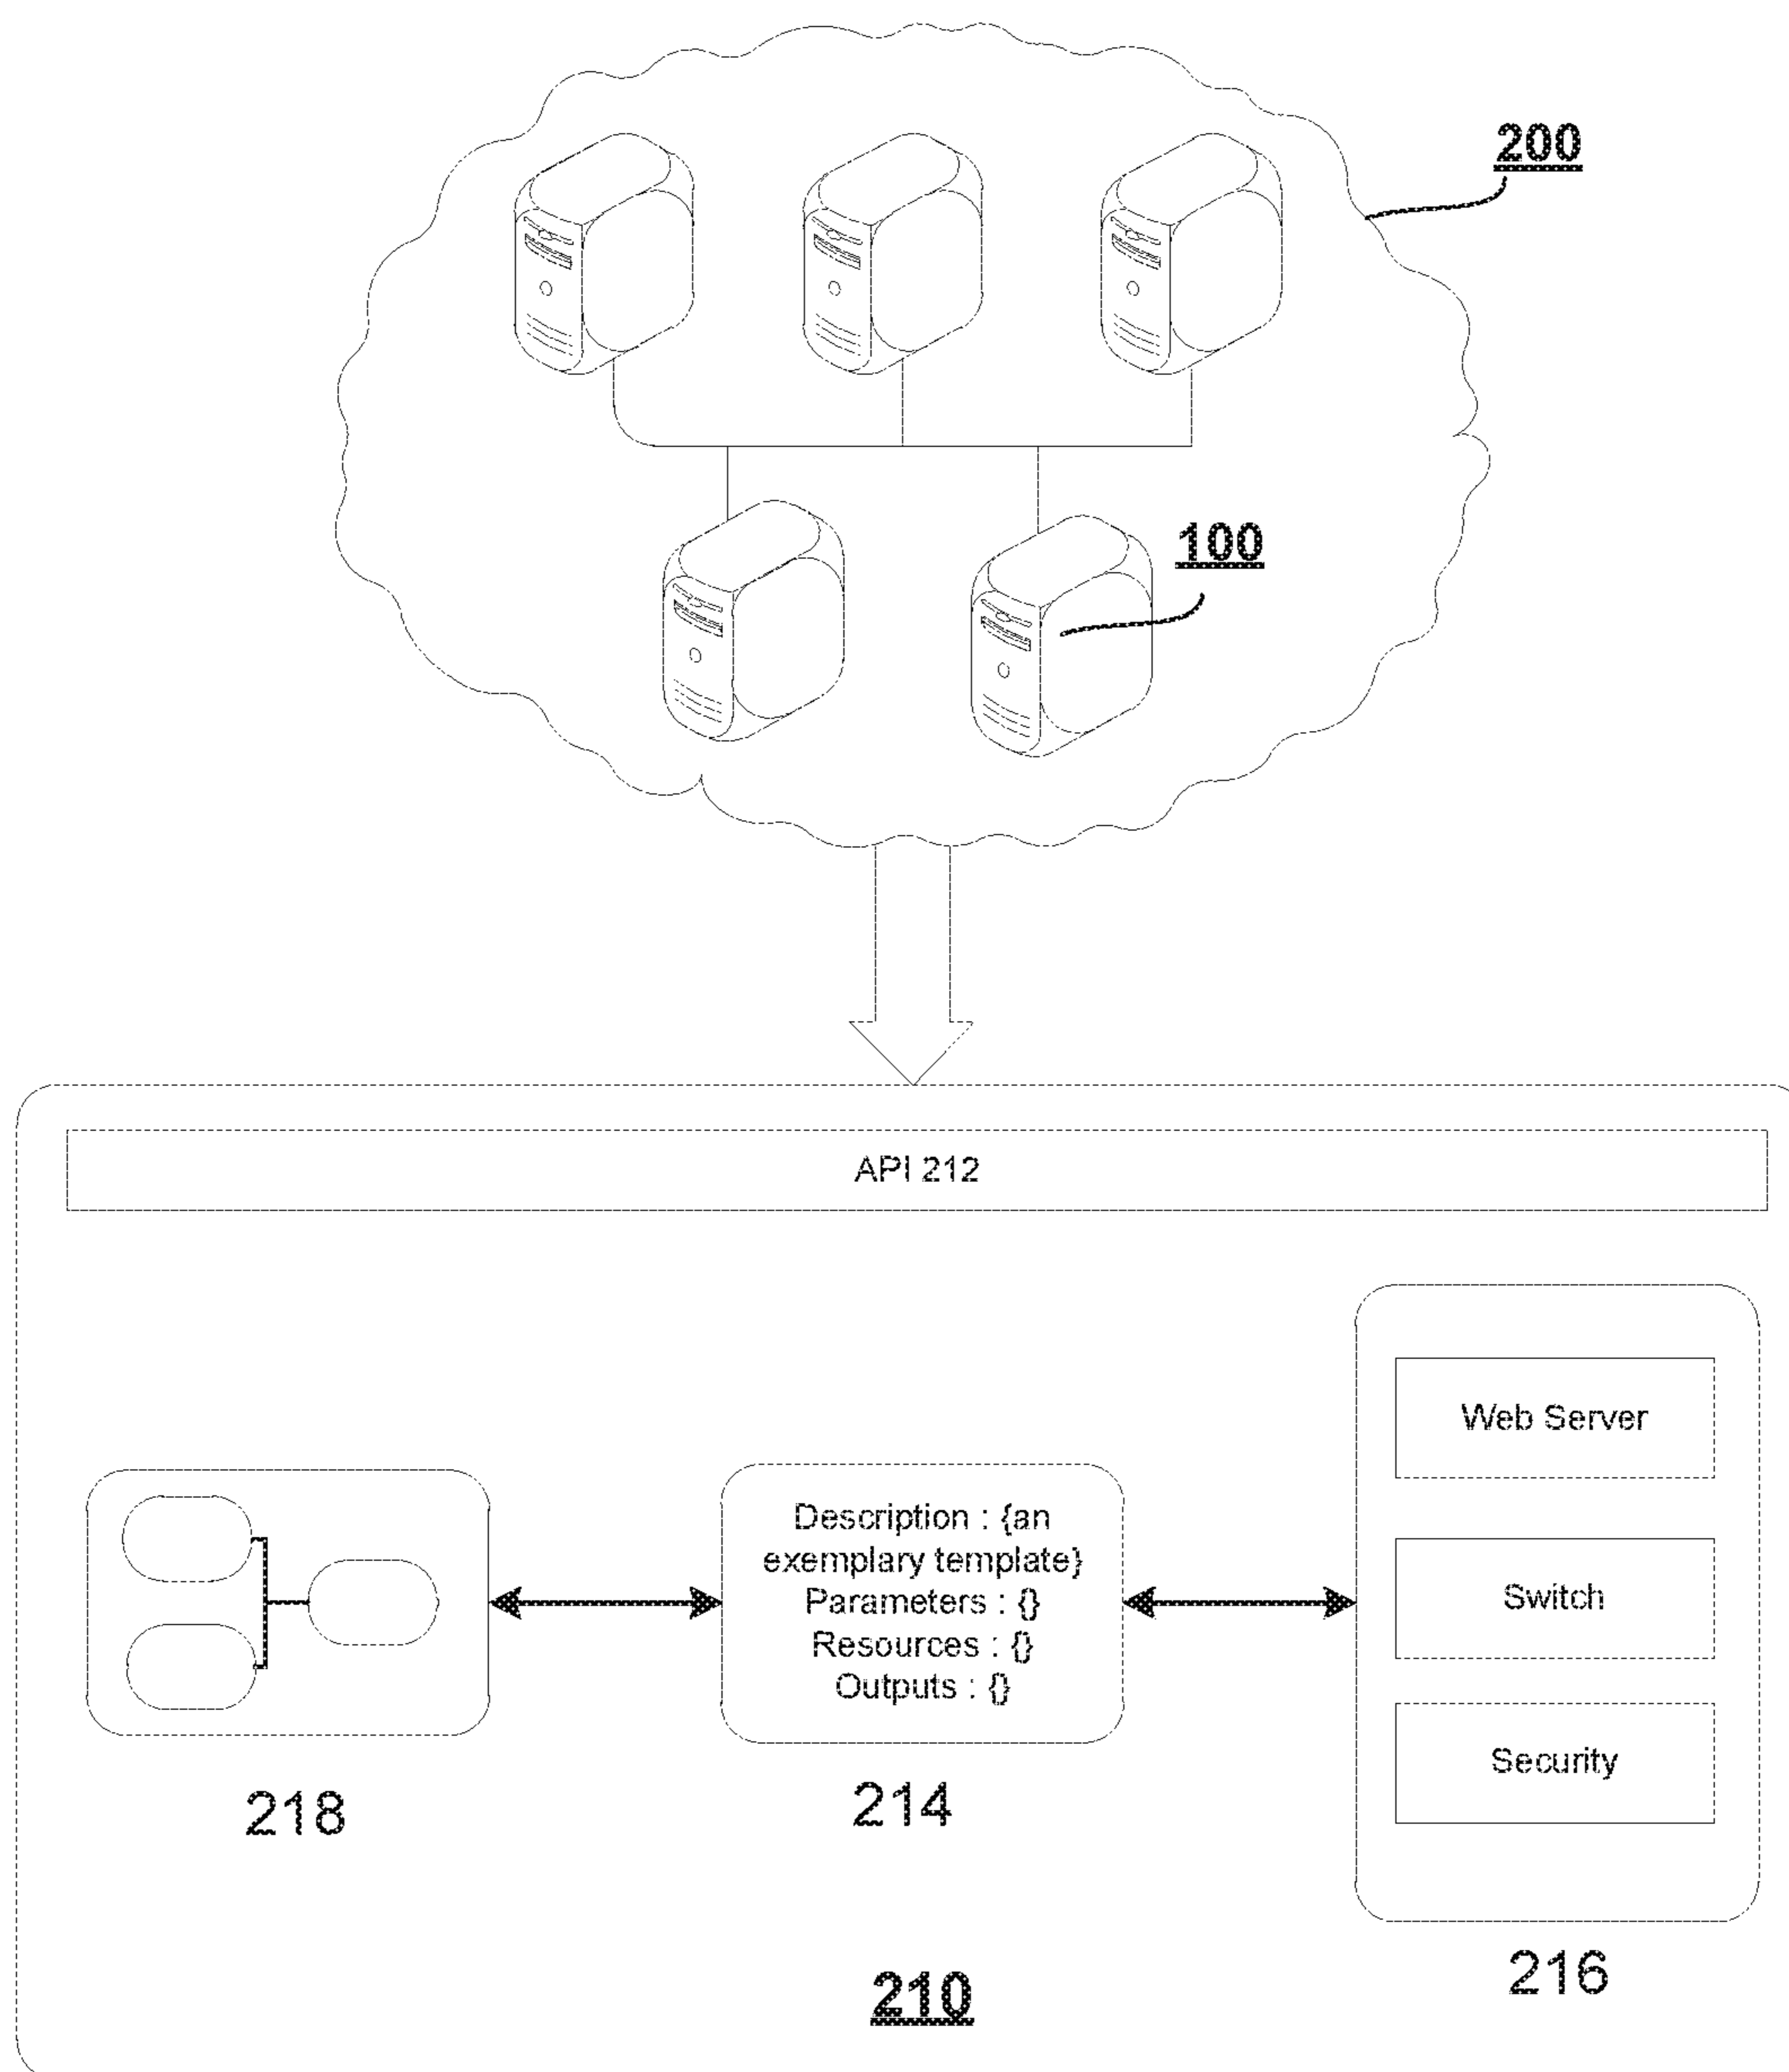 200
100
API 212
Web Server
Switch
Security
Description : {an
exemplary template}
Parameters : {}
Resources : {}
Outputs : {}
218
214
216
210